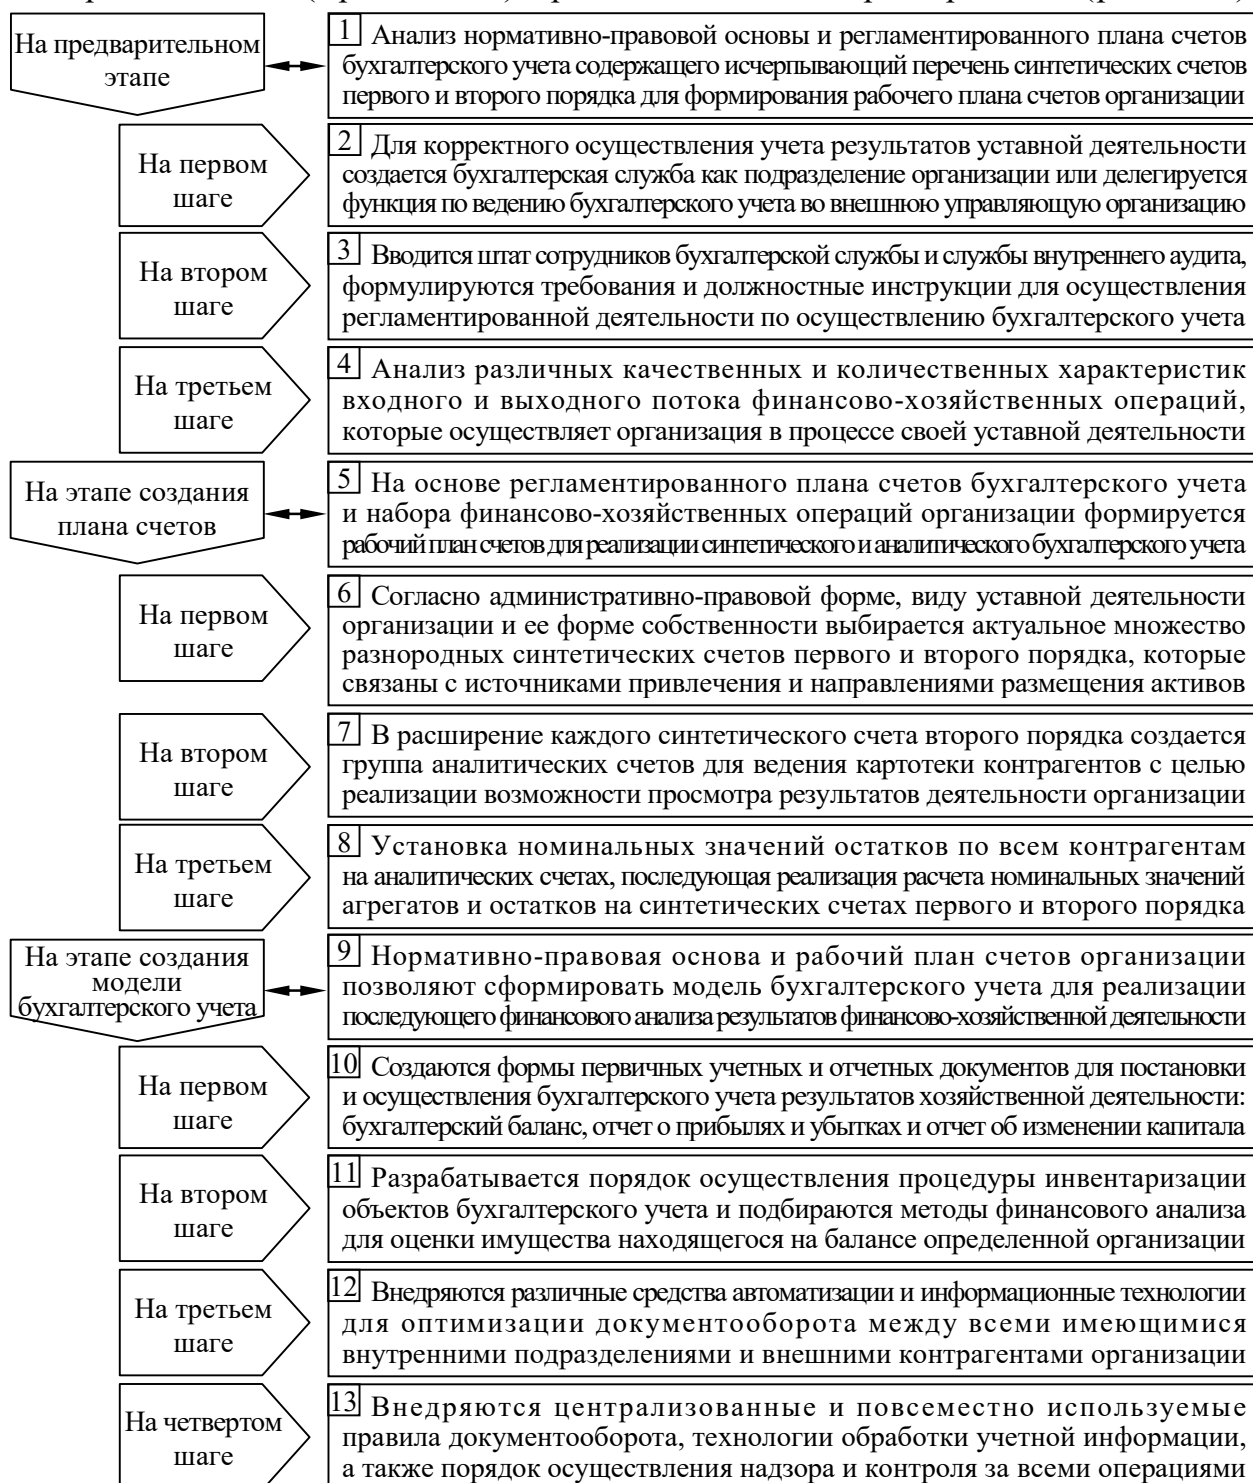 На предварительном
этапе
1 Анализ нормативно-правовой основы и регламентированного плана счетов
бухгалтерского учета содержащего исчерпывающий перечень синтетических счетов
первого и второго порядка для формирования рабочего плана счетов организации
На первом
шаге
2 Для корректного осуществления учета результатов уставной деятельности
создается бухгалтерская служба как подразделение организации или делегируется
функция по ведению бухгалтерского учета во внешнюю управляющую организацию
На втором
шаге
3 Вводится штат сотрудников бухгалтерской службы и службы внутреннего аудита,
формулируются требования и должностные инструкции для осуществления
регламентированной деятельности по осуществлению бухгалтерского учета
На третьем
шаге
4 Анализ различных качественных и количественных характеристик
входного и выходного потока финансово-хозяйственных операций,
которые осуществляет организация в процессе своей уставной деятельности
На этапе создания
плана счетов
5 На основе регламентированного плана счетов бухгалтерского учета
и набора финансово-хозяйственных операций организации формируется
рабочий план счетов для реализации синтетического и аналитического бухгалтерского учета
На первом
шаге
6 Согласно административно-правовой форме, виду уставной деятельности
организации и ее форме собственности выбирается актуальное множество
разнородных синтетических счетов первого и второго порядка, которые
связаны с источниками привлечения и направлениями размещения активов
На втором
шаге
7 В расширение каждого синтетического счета второго порядка создается
группа аналитических счетов для ведения картотеки контрагентов с целью
реализации возможности просмотра результатов деятельности организации
На третьем
шаге
8 Установка номинальных значений остатков по всем контрагентам
на аналитических счетах, последующая реализация расчета номинальных значений
агрегатов и остатков на синтетических счетах первого и второго порядка
На этапе создания
модели
бухгалтерского учета
9 Нормативно-правовая основа и рабочий план счетов организации
позволяют сформировать модель бухгалтерского учета для реализации
последующего финансового анализа результатов финансово-хозяйственной деятельности
На первом
шаге
10 Создаются формы первичных учетных и отчетных документов для постановки
и осуществления бухгалтерского учета результатов хозяйственной деятельности:
бухгалтерский баланс, отчет о прибылях и убытках и отчет об изменении капитала
На втором
шаге
11 Разрабатывается порядок осуществления процедуры инвентаризации
объектов бухгалтерского учета и подбираются методы финансового анализа
для оценки имущества находящегося на балансе определенной организации
На третьем
шаге
12 Внедряются различные средства автоматизации и информационные технологии
для оптимизации документооборота между всеми имеющимися
внутренними подразделениями и внешними контрагентами организации
На четвертом
шаге
13 Внедряются централизованные и повсеместно используемые
правила документооборота, технологии обработки учетной информации,
а также порядок осуществления надзора и контроля за всеми операциями